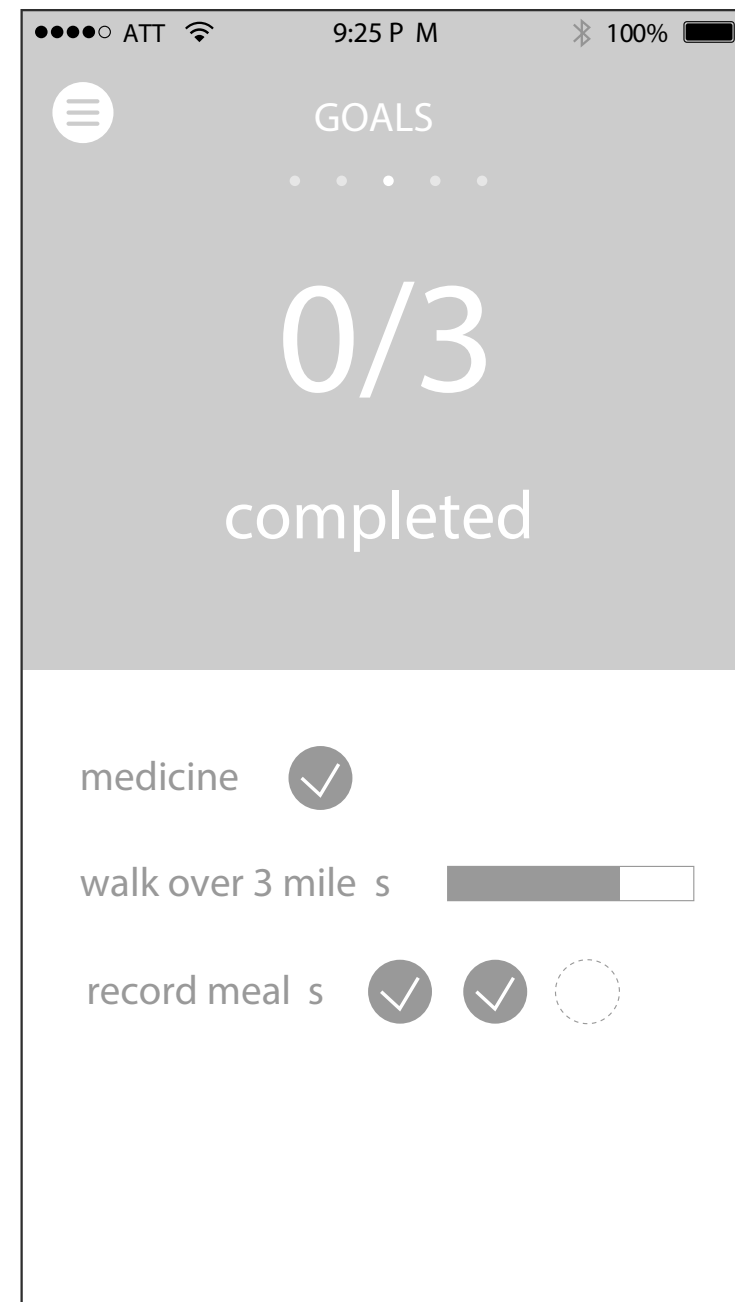 ATT 9:25 P M 100%
GOALS
0/3
completed
medicine
walk over 3 mile s
record meal s